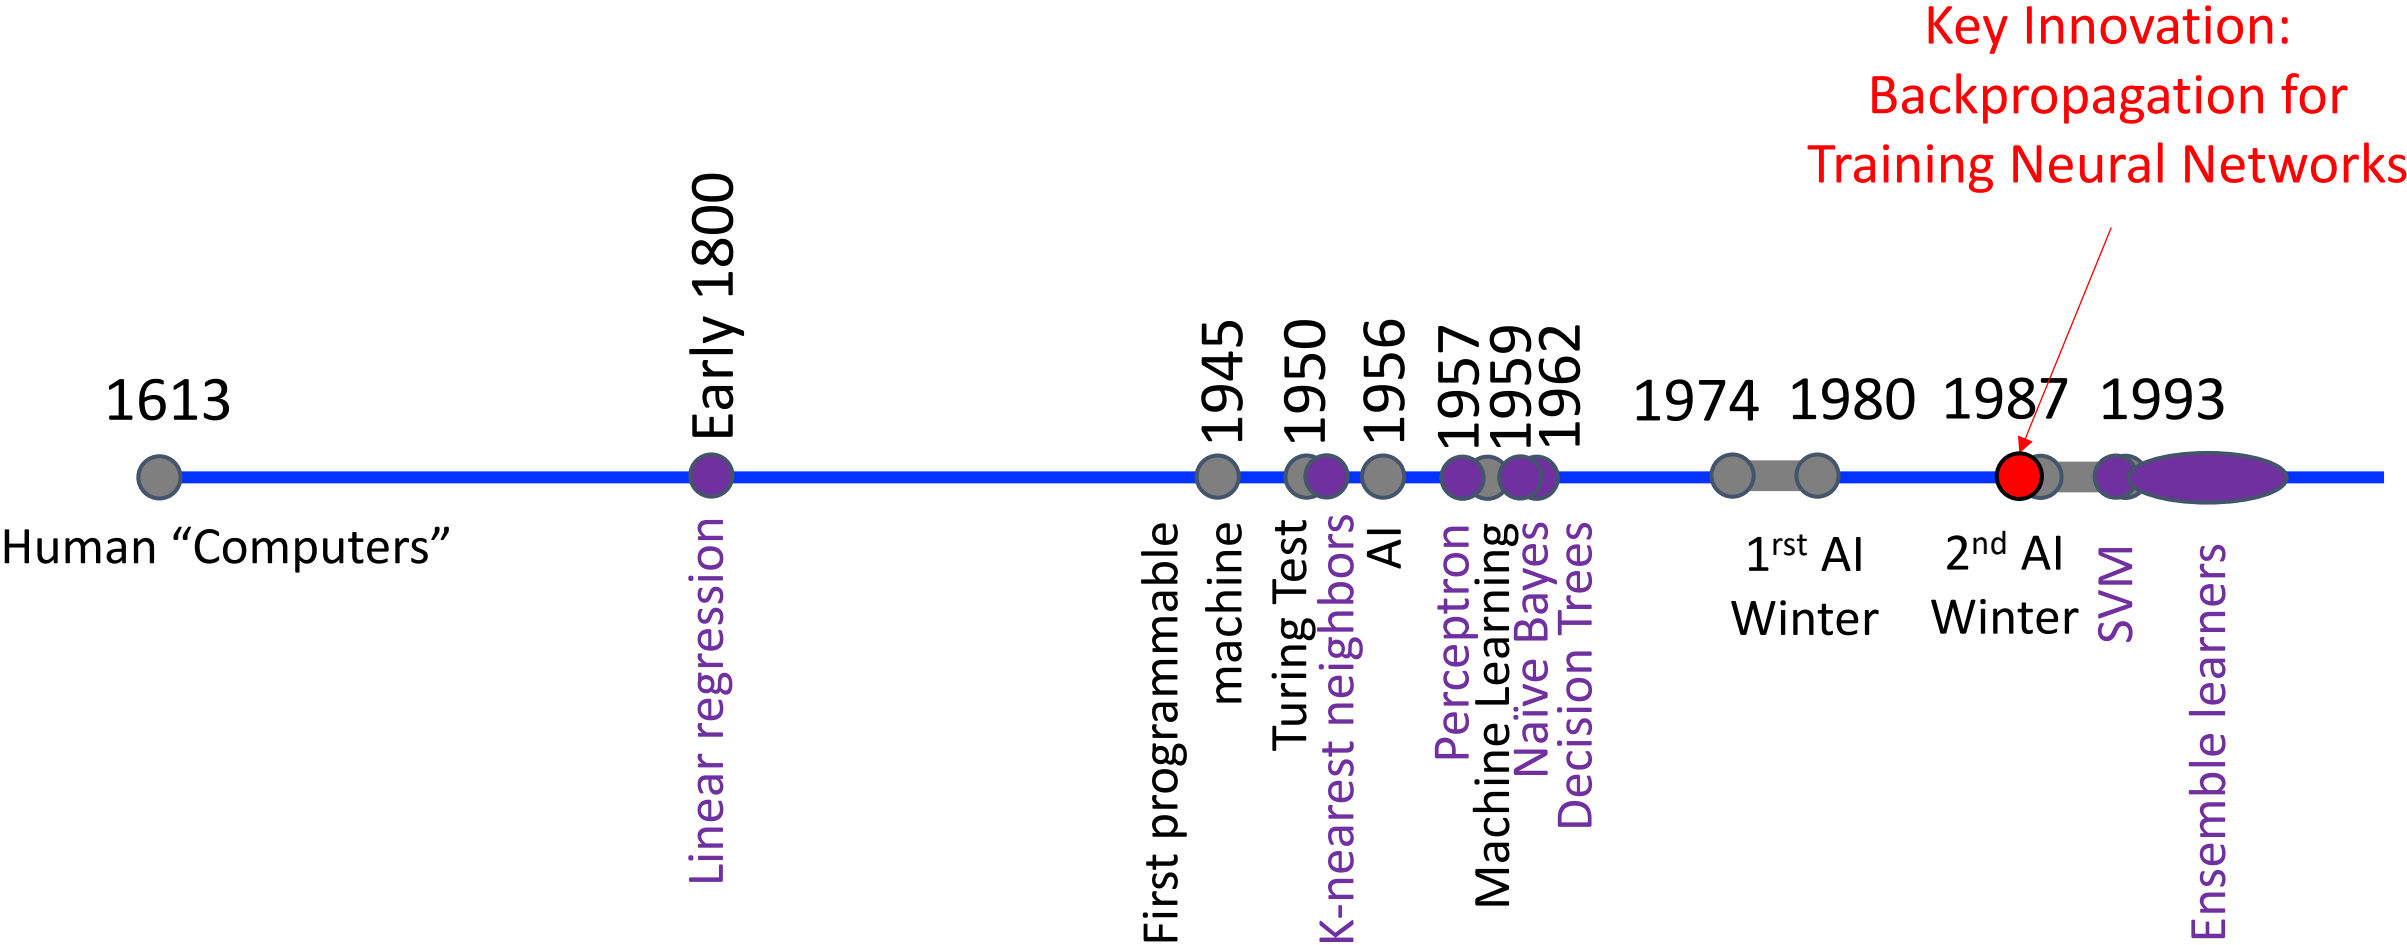 Key Innovation:
Backpropagation for
Training Neural Networks
1613
Early 1800
1945
1950
1956
1957
1959
1962
1974
1980
1987
1993
Human “Computers”
Linear regression
First programmable
machine
Turing Test
K-nearest neighbors
AI
Perceptron
Machine Learning
Naïve Bayes
Decision Trees
1rst AI
Winter
2nd AI
Winter
SVM
Ensemble learners